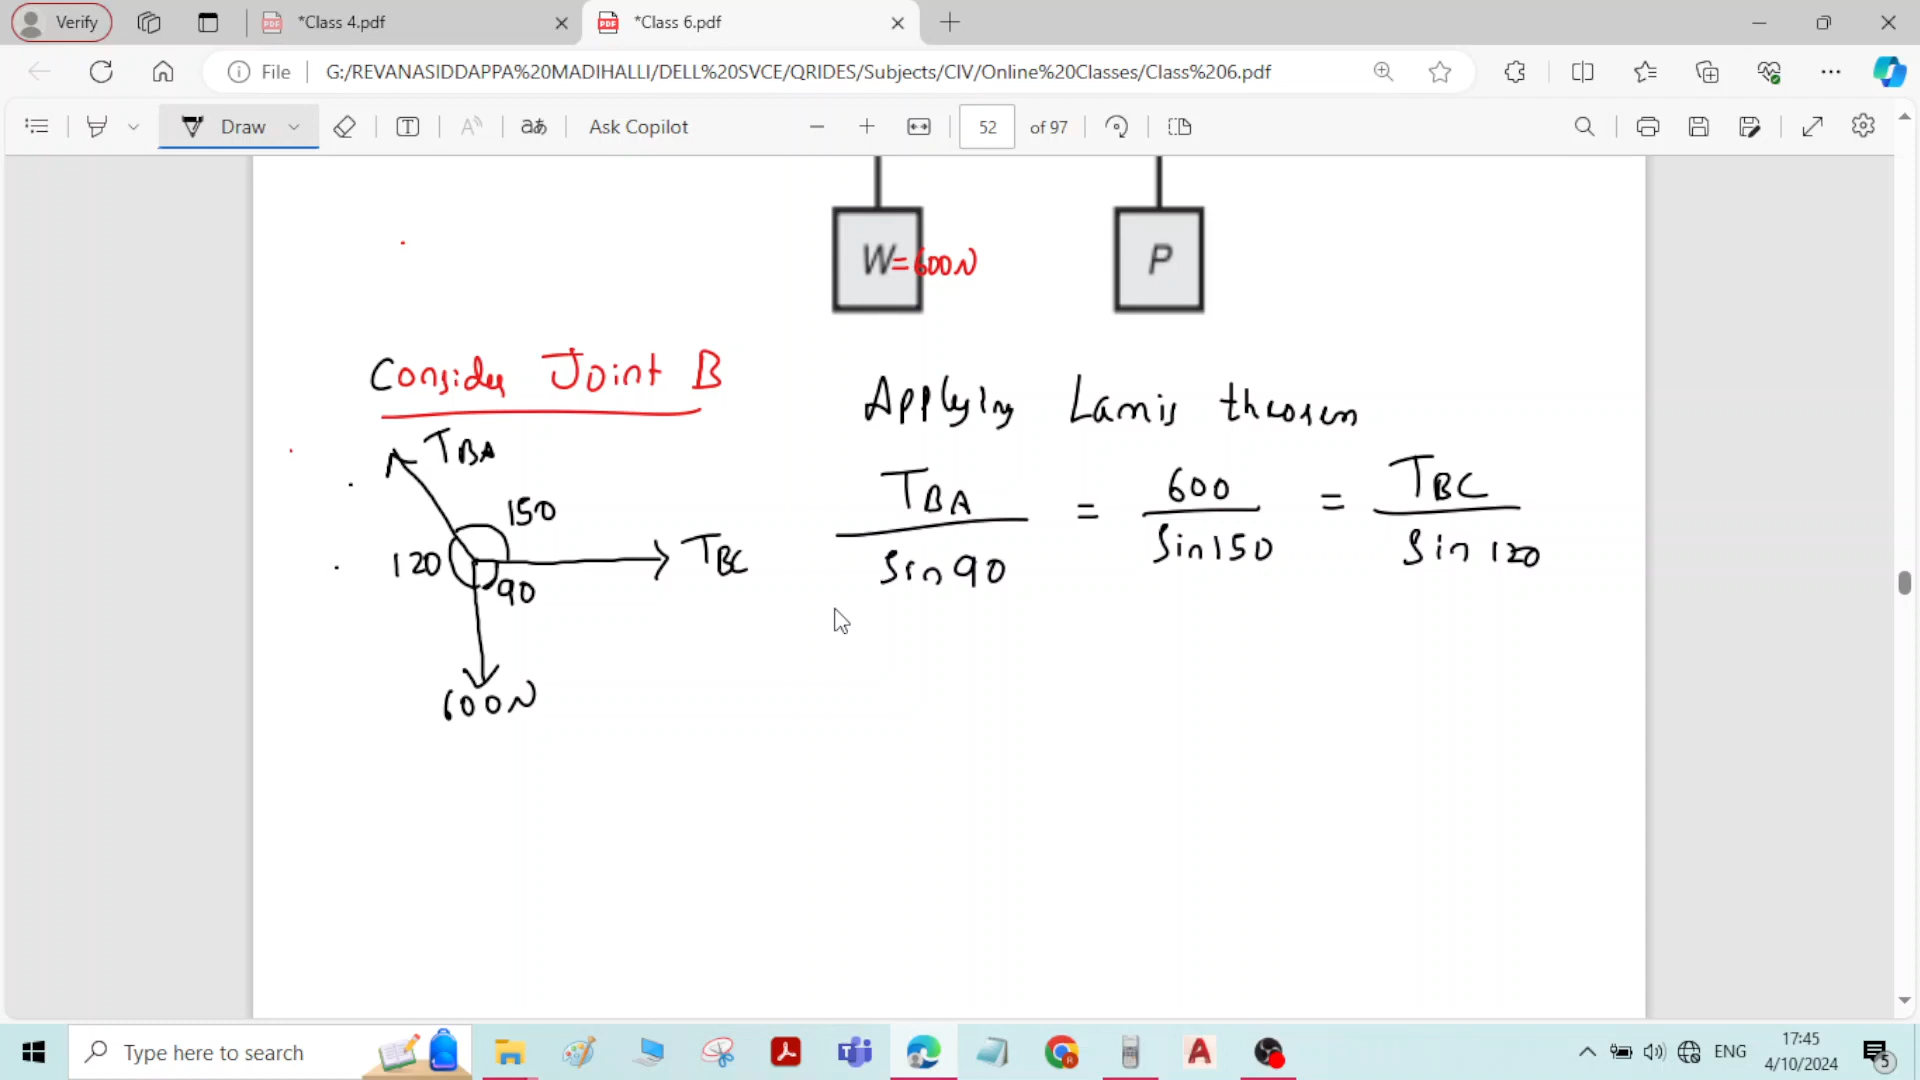 Verify
*Class 4.pdf
*Class 6.pdf
File
G:/REVANASIDDAPPA%20MADIHALLI/DELL%20SVCE/QRIDES/Subjects/CIV/Online%20Classes/Class%206.pdf
Draw
Ask Copilot
52 of 97
W=600N
P
Consider Joint B
Applying Lamis theorem
TBA
150
120
90
TBC
600N
TBA = 600 = TBC
Sin90 Sin150 Sin120
Type here to search
ENG
17:45
4/10/2024
5